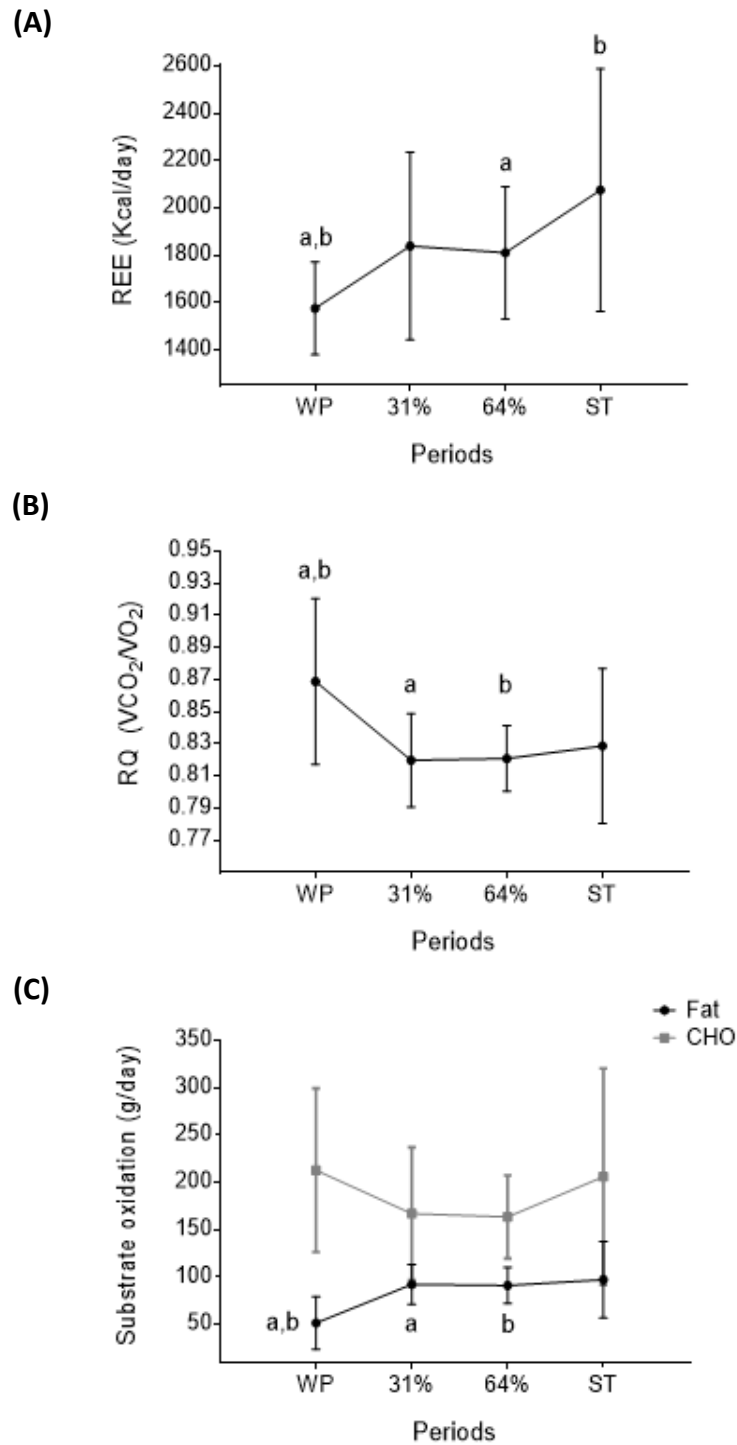 (A)
REE (Kcal/day)
2600
2400
2200
2000
1800
1600
1400
a,b
a
b
WP 31% 64% ST
Periods
(B)
RQ (VCO2/VO2)
0.95
0.93
0.91
0.89
0.87
0.85
0.83
0.81
0.79
0.77
a,b
a
b
WP 31% 64% ST
Periods
(C)
Fat
CHO
Substrate oxidation (g/day)
350
300
250
200
150
100
50
a,b
a
b
WP 31% 64% ST
Periods